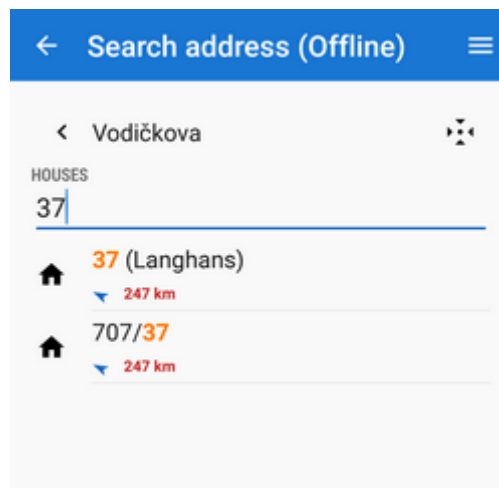 Search address (Offline)
Vodičkova
HOUSES
37
37 (Langhans)
247 km
707/37
247 km